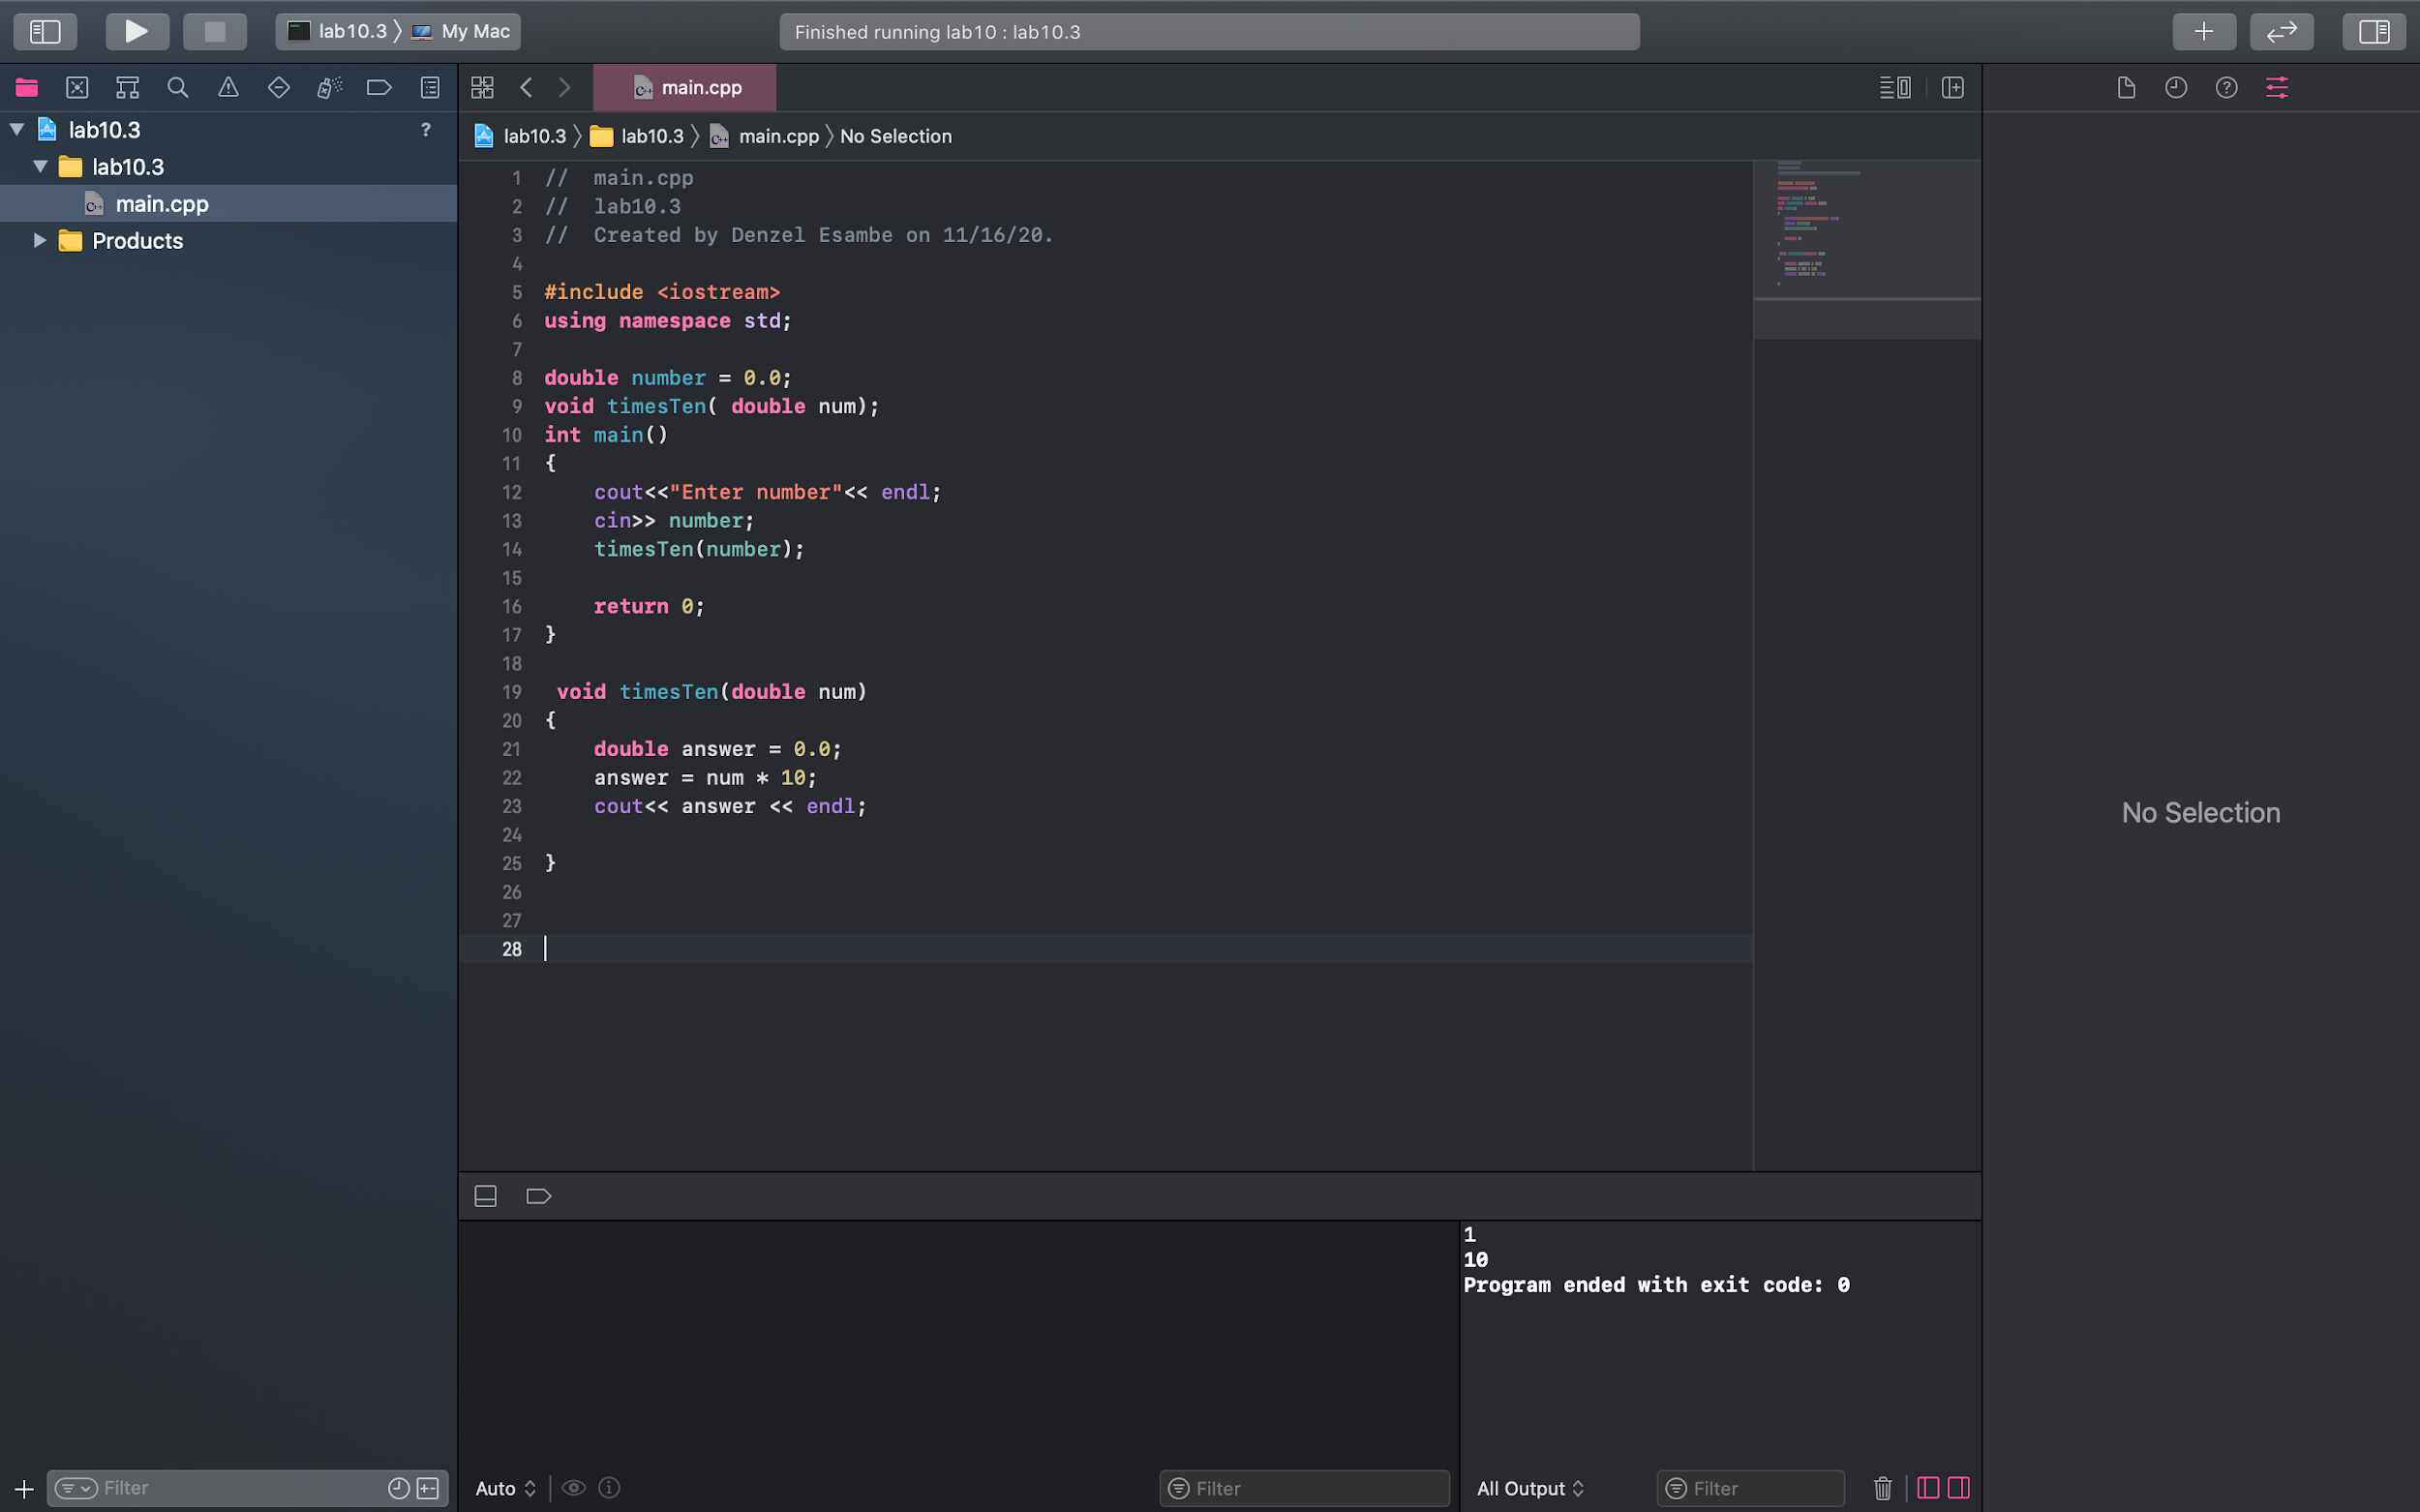 lab10.3 〉 My Mac
Finished running lab10 : lab10.3
main.cpp
lab10.3
?
lab10.3
main.cpp
Products
lab10.3 〉 lab10.3 〉 main.cpp 〉 No Selection
1 //  main.cpp
2 //  lab10.3
3 //  Created by Denzel Esambe on 11/16/20.
4
5 #include <iostream>
6 using namespace std;
7
8 double number = 0.0;
9 void timesTen( double num);
10 int main()
11 {
12     cout<<"Enter number"<< endl;
13     cin>> number;
14     timesTen(number);
15
16     return 0;
17 }
18
19  void timesTen(double num)
20 {
21     double answer = 0.0;
22     answer = num * 10;
23     cout<< answer << endl;
24
25 }
26
27
28
No Selection
1
10
Program ended with exit code: 0
Filter
Auto
Filter
All Output
Filter